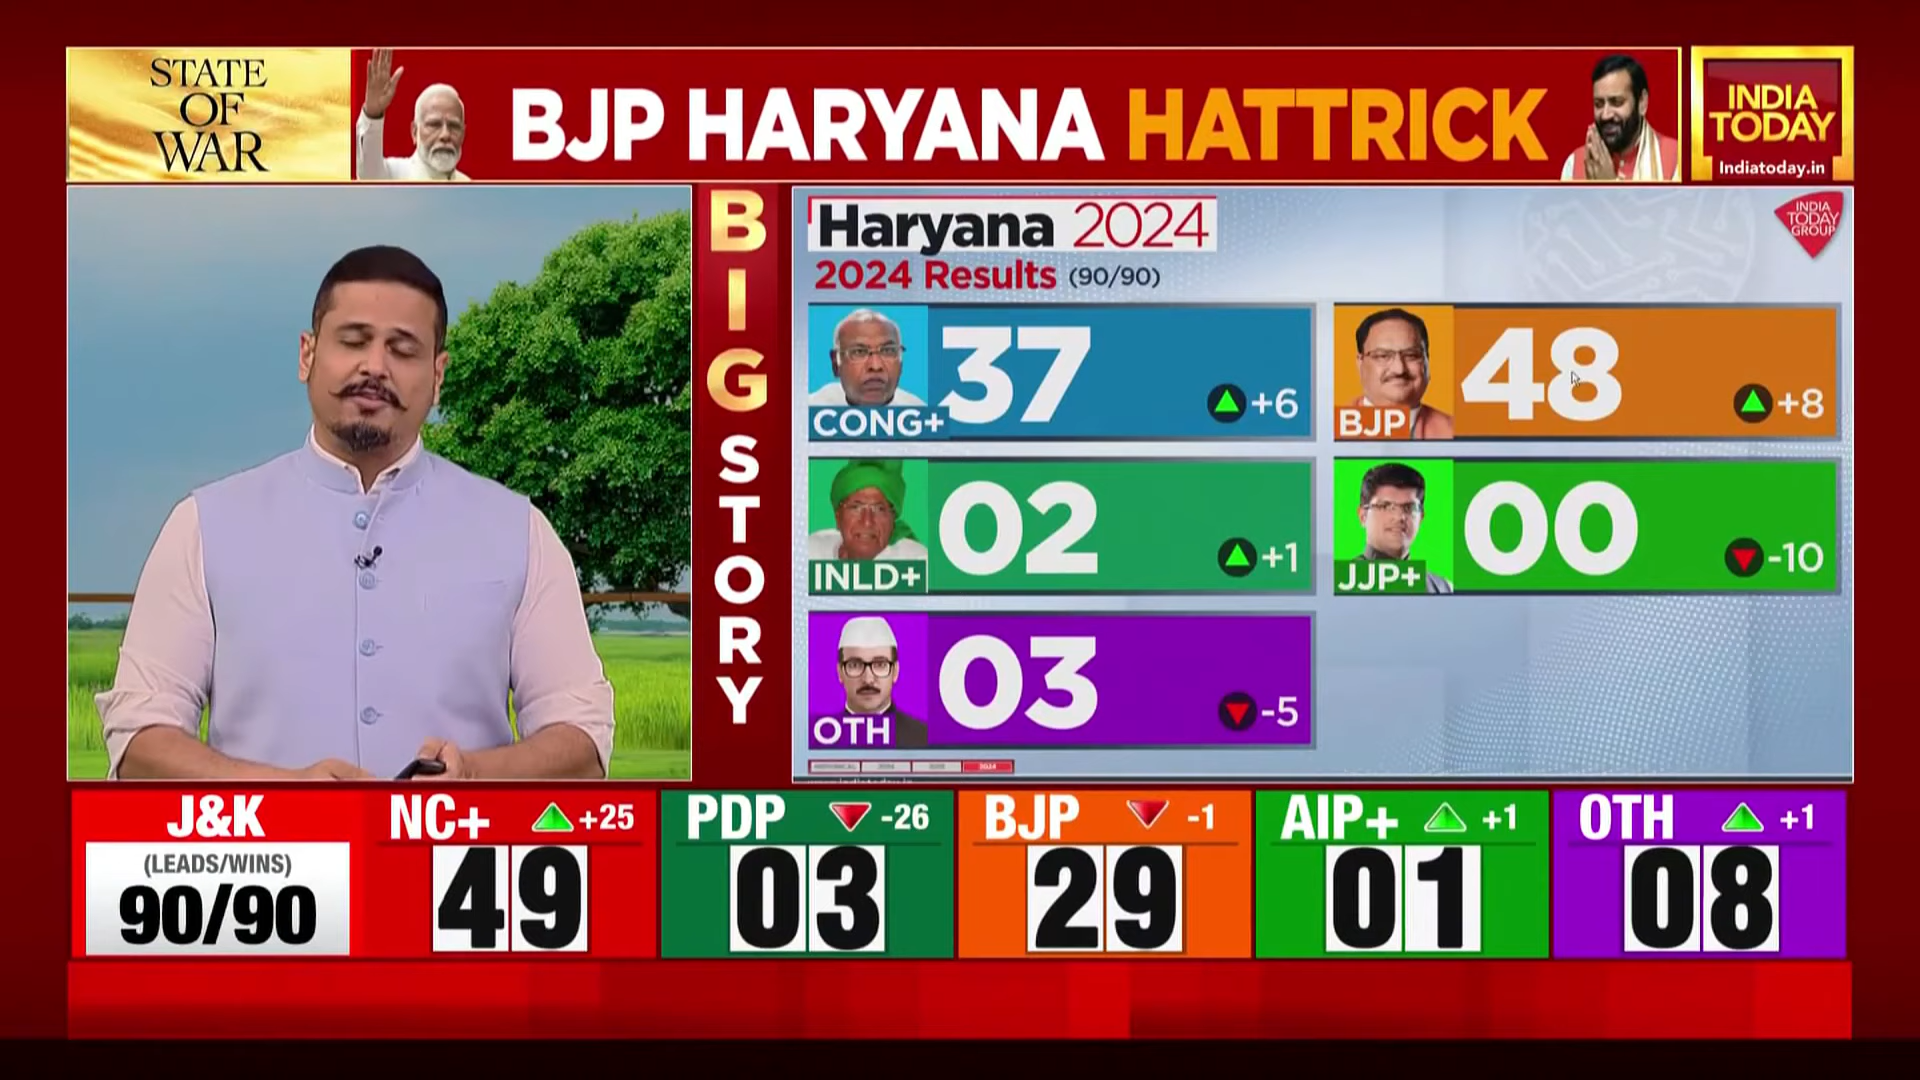 STATE
OF
WAR
BJP HARYANA HATTRICK
INDIA
TODAY
Indiatoday.in
BIG
STORY
Haryana 2024
2024 Results (90/90)
INDIA
TODAY
GROUP
CONG+ 37 +6
BJP 48 +8
INLD+ 02 +1
JJP+ 00 -10
OTH 03 -5
2024
J&K
(LEADS/WINS)
90/90
NC+ +25
49
PDP -26
03
BJP -1
29
AIP+ +1
01
OTH +1
08